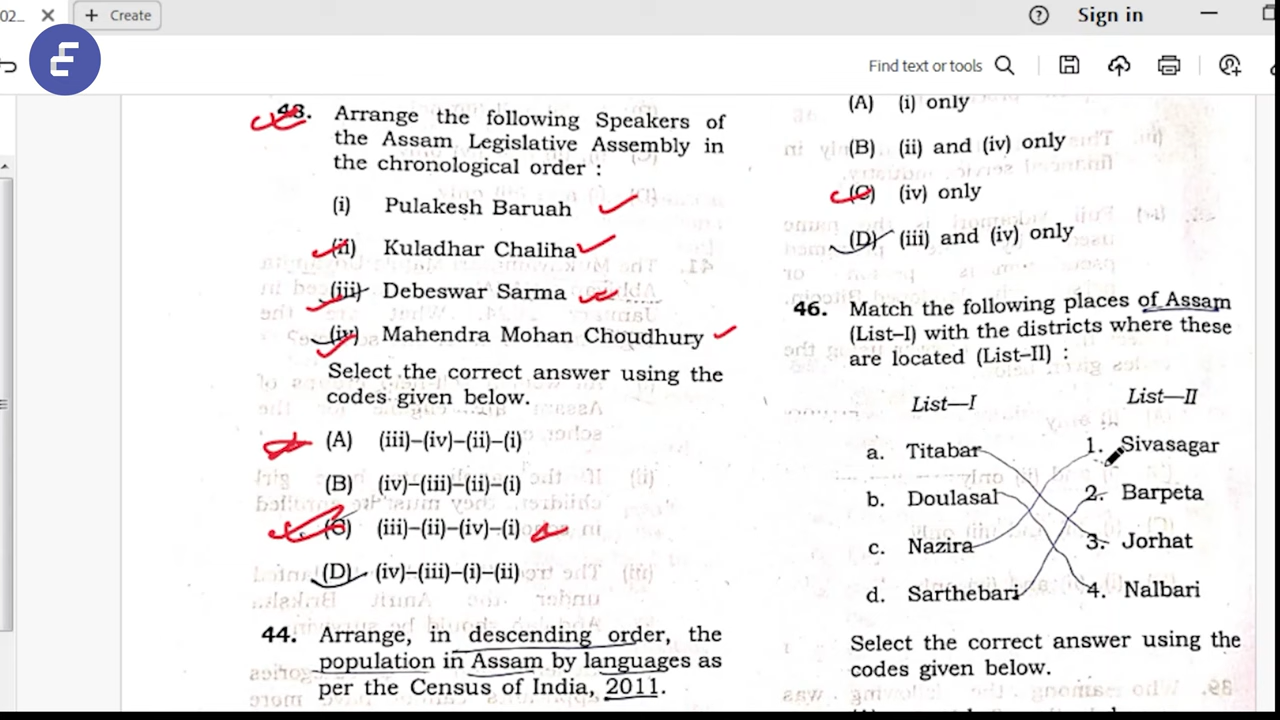 02...
Create
Sign in
Find text or tools
43. Arrange the following Speakers of
the Assam Legislative Assembly in
the chronological order :
(i) Pulakesh Baruah
(ii) Kuladhar Chaliha
(iii) Debeswar Sarma
(iv) Mahendra Mohan Choudhury
Select the correct answer using the
codes given below.
(A) (iii)–(iv)–(ii)–(i)
(B) (iv)–(iii)–(ii)–(i)
(C) (iii)–(ii)–(iv)–(i)
(D) (iv)–(iii)–(i)–(ii)
44. Arrange, in descending order, the
population in Assam by languages as
per the Census of India, 2011.
(A) (i) only
(B) (ii) and (iv) only
(C) (iv) only
(D) (iii) and (iv) only
46. Match the following places of Assam
(List–I) with the districts where these
are located (List–II) :
List—I List—II
a. Titabar 1. Sivasagar
b. Doulasal 2. Barpeta
c. Nazira 3. Jorhat
d. Sarthebari 4. Nalbari
Select the correct answer using the
codes given below.